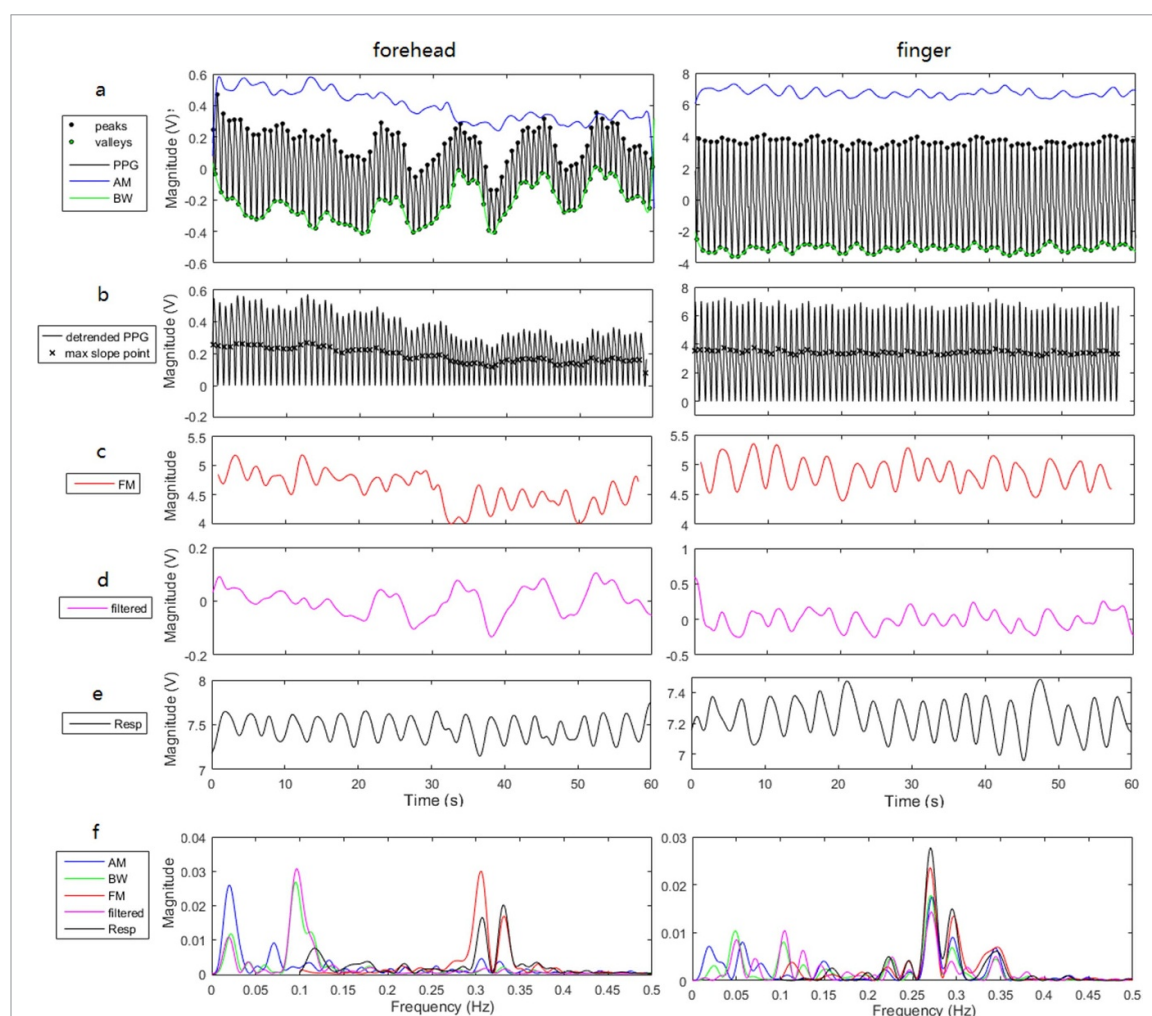 forehead
finger
a
peaks
valleys
PPG
AM
BW
Magnitude (V)
0.6
0.4
0.2
0
-0.2
-0.4
-0.6
8
6
4
2
0
-2
-4
b
detrended PPG
max slope point
Magnitude (V)
0.6
0.4
0.2
0
-0.2
8
6
4
2
0
c
FM
Magnitude
5.5
5
4.5
4
5.5
5
4.5
4
d
filtered
Magnitude (V)
0.2
0
-0.2
1
0.5
0
-0.5
e
Resp
Magnitude (V)
8
7.5
7
7.4
7.2
7
0 10 20 30 40 50 60
Time (s)
0 10 20 30 40 50 60
Time (s)
f
AM
BW
FM
filtered
Resp
Magnitude
0.04
0.03
0.02
0.01
0
0.03
0.02
0.01
0
0 0.05 0.1 0.15 0.2 0.25 0.3 0.35 0.4 0.45 0.5
Frequency (Hz)
0 0.05 0.1 0.15 0.2 0.25 0.3 0.35 0.4 0.45 0.5
Frequency (Hz)